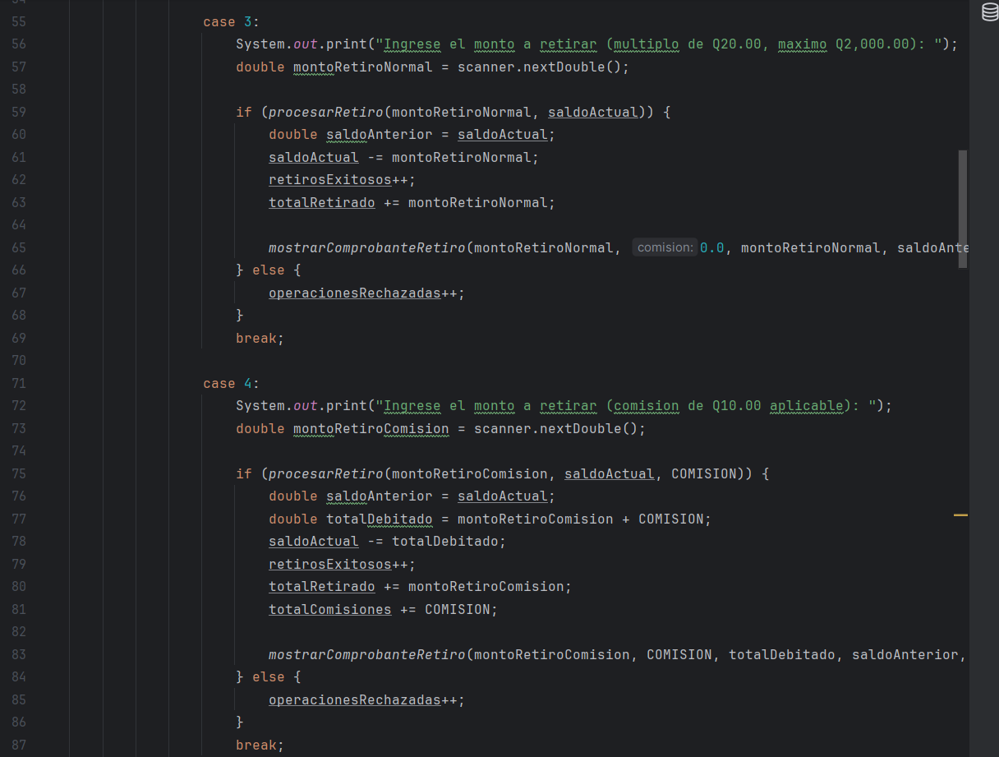 54
55 case 3:
56 System.out.print("Ingrese el monto a retirar (multiplo de Q20.00, maximo Q2,000.00): ");
57 double montoRetiroNormal = scanner.nextDouble();
58
59 if (procesarRetiro(montoRetiroNormal, saldoActual)) {
60 double saldoAnterior = saldoActual;
61 saldoActual -= montoRetiroNormal;
62 retirosExitosos++;
63 totalRetirado += montoRetiroNormal;
64
65 mostrarComprobanteRetiro(montoRetiroNormal, comision: 0.0, montoRetiroNormal, saldoAnte
66 } else {
67 operacionesRechazadas++;
68 }
69 break;
70
71 case 4:
72 System.out.print("Ingrese el monto a retirar (comision de Q10.00 aplicable): ");
73 double montoRetiroComision = scanner.nextDouble();
74
75 if (procesarRetiro(montoRetiroComision, saldoActual, COMISION)) {
76 double saldoAnterior = saldoActual;
77 double totalDebitado = montoRetiroComision + COMISION;
78 saldoActual -= totalDebitado;
79 retirosExitosos++;
80 totalRetirado += montoRetiroComision;
81 totalComisiones += COMISION;
82
83 mostrarComprobanteRetiro(montoRetiroComision, COMISION, totalDebitado, saldoAnterior,
84 } else {
85 operacionesRechazadas++;
86 }
87 break;